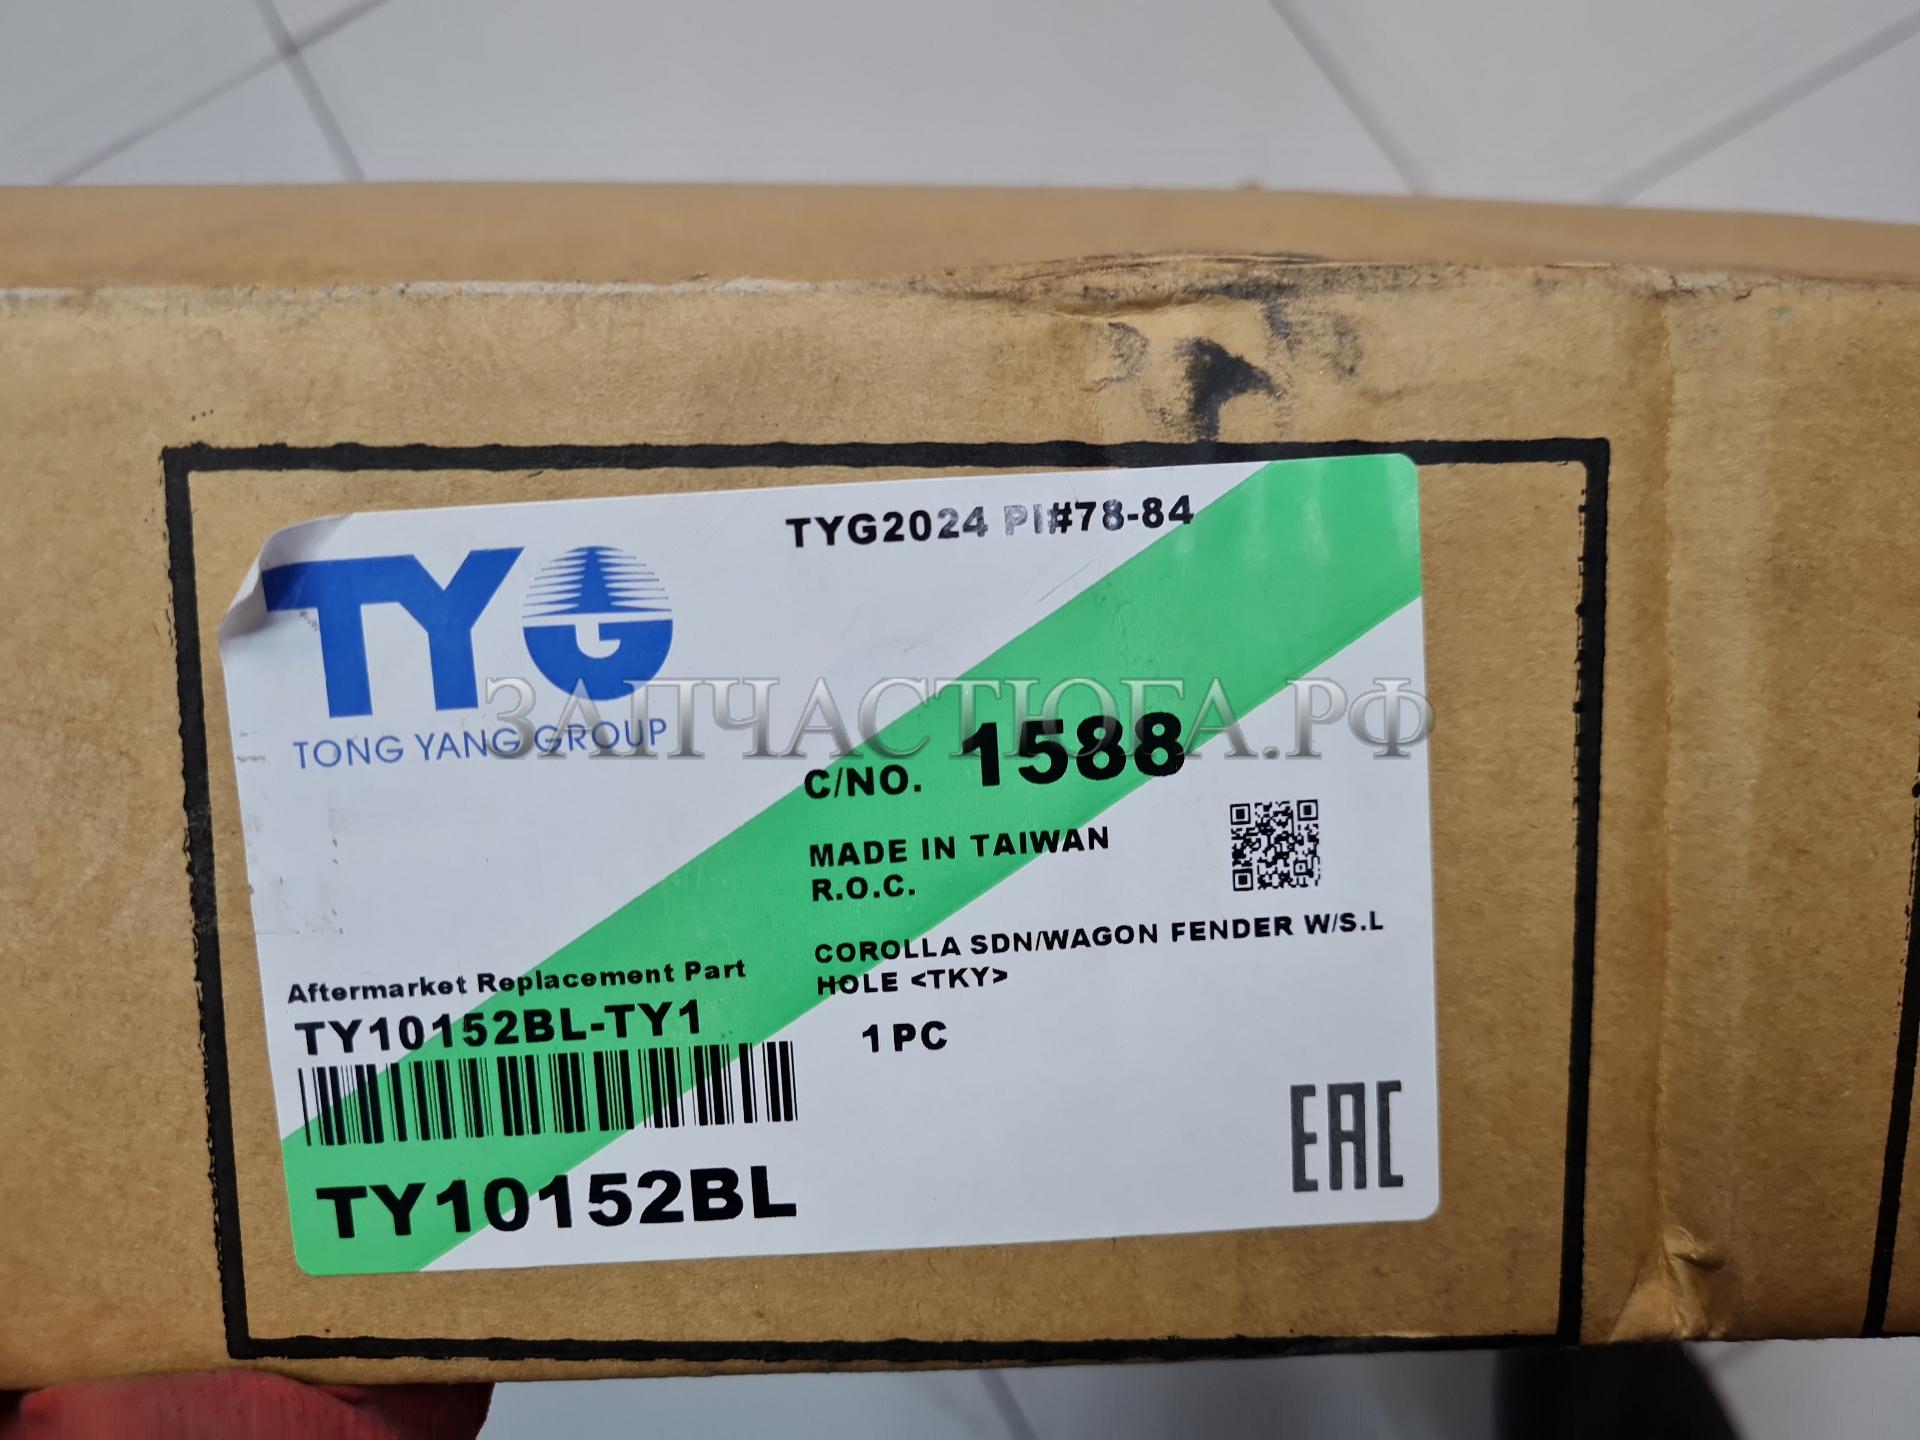 TYG2024 PI#78-84
TYG
TONG YANG GROUP
ЗАПЧАСТЮГА.РФ
C/NO. 1588
MADE IN TAIWAN
R.O.C.
COROLLA SDN/WAGON FENDER W/S.L
HOLE <TKY>
1 PC
Aftermarket Replacement Part
TY10152BL-TY1
TY10152BL
EAC